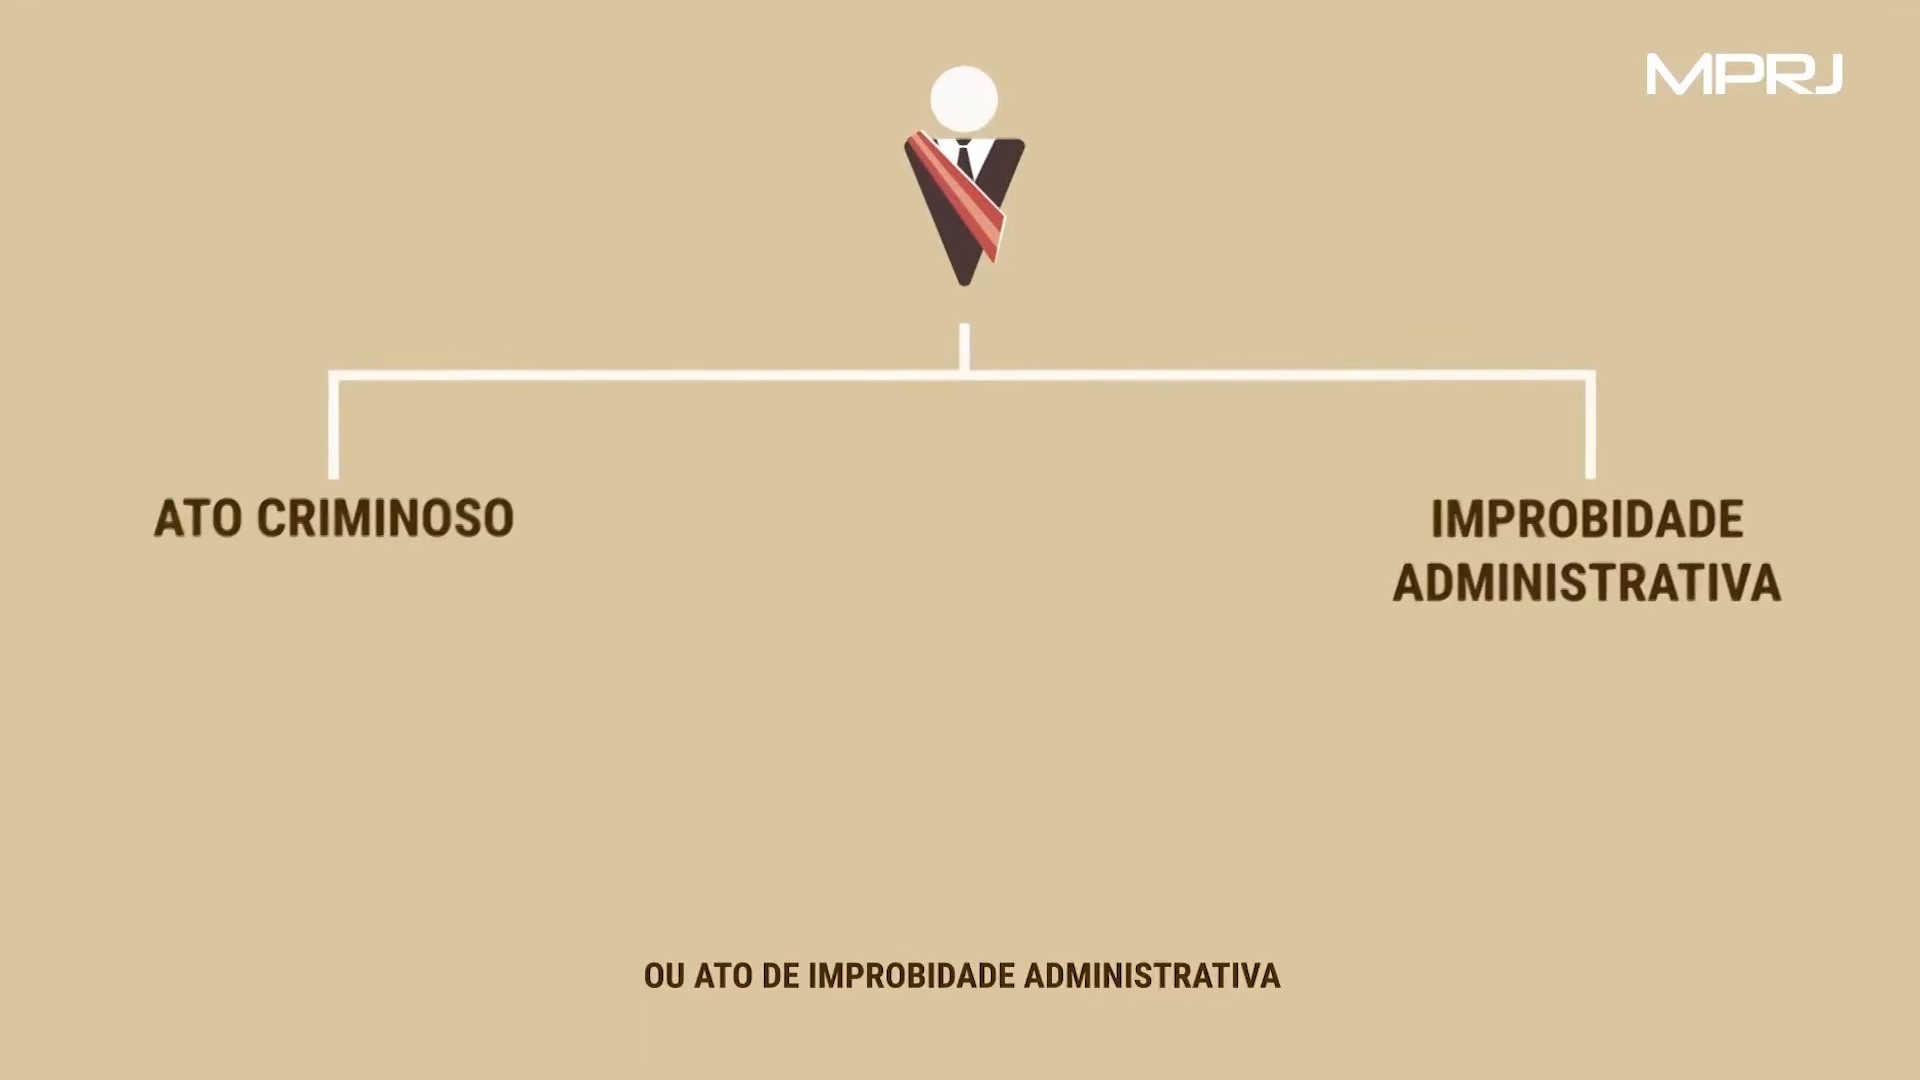 MPRJ
ATO CRIMINOSO
IMPROBIDADE
ADMINISTRATIVA
OU ATO DE IMPROBIDADE ADMINISTRATIVA